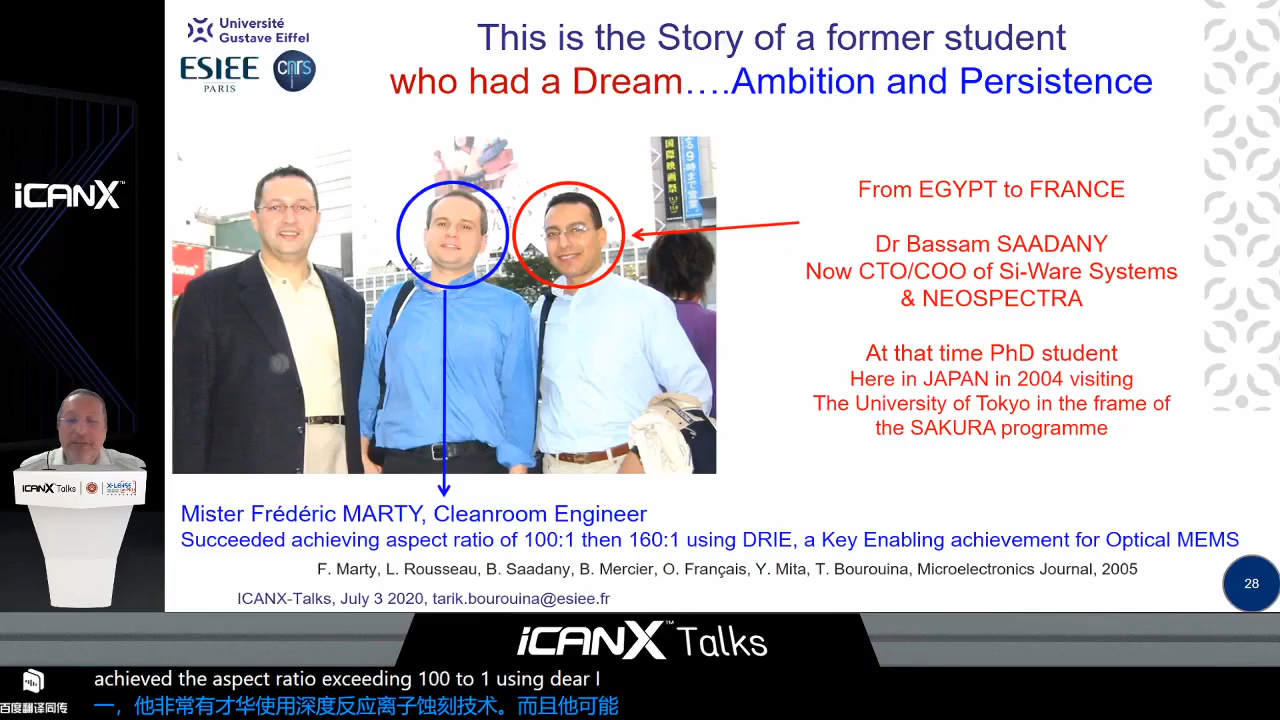 Université
Gustave Eiffel
ESIEE
PARIS
cnrs
This is the Story of a former student
who had a Dream….Ambition and Persistence
iCANX™
From EGYPT to FRANCE
Dr Bassam SAADANY
Now CTO/COO of Si-Ware Systems
& NEOSPECTRA
At that time PhD student
Here in JAPAN in 2004 visiting
The University of Tokyo in the frame of
the SAKURA programme
iCANX Talks
X-LENSE
Mister Frédéric MARTY, Cleanroom Engineer
Succeeded achieving aspect ratio of 100:1 then 160:1 using DRIE, a Key Enabling achievement for Optical MEMS
F. Marty, L. Rousseau, B. Saadany, B. Mercier, O. Français, Y. Mita, T. Bourouina, Microelectronics Journal, 2005
28
ICANX-Talks, July 3 2020, tarik.bourouina@esiee.fr
iCANX™ Talks
achieved the aspect ratio exceeding 100 to 1 using dear I
百度翻译同传
一，他非常有才华使用深度反应离子蚀刻技术。而且他可能